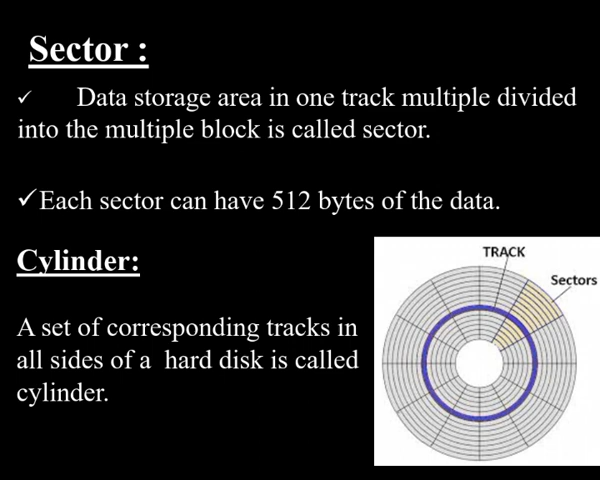 Sector :
✓ Data storage area in one track multiple divided
into the multiple block is called sector.
✓Each sector can have 512 bytes of the data.
Cylinder:
A set of corresponding tracks in
all sides of a hard disk is called
cylinder.
TRACK
Sectors